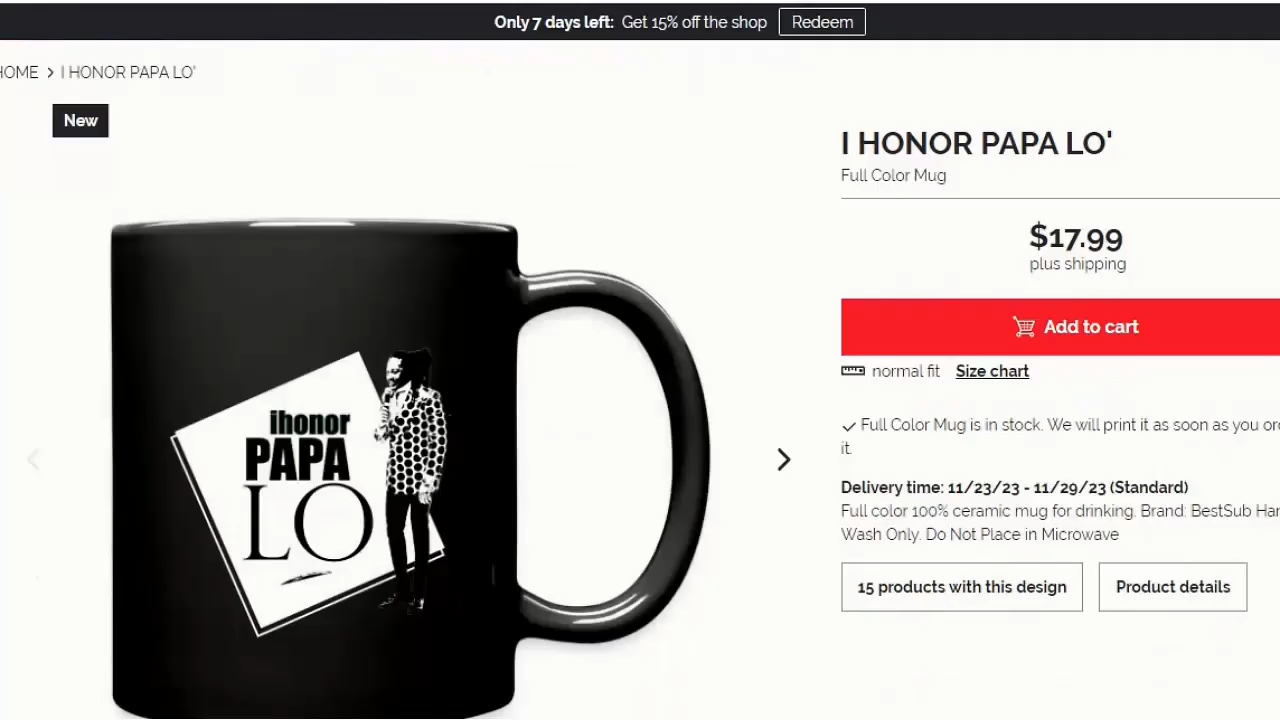 Only 7 days left: Get 15% off the shop Redeem
HOME > I HONOR PAPA LO'
New
I HONOR PAPA LO'
Full Color Mug
$17.99
plus shipping
Add to cart
normal fit Size chart
Full Color Mug is in stock. We will print it as soon as you
it.
Delivery time: 11/23/23 - 11/29/23 (Standard)
Full color 100% ceramic mug for drinking. Brand: BestSub
Wash Only. Do Not Place in Microwave
15 products with this design Product details
ihonor
PAPA
LO